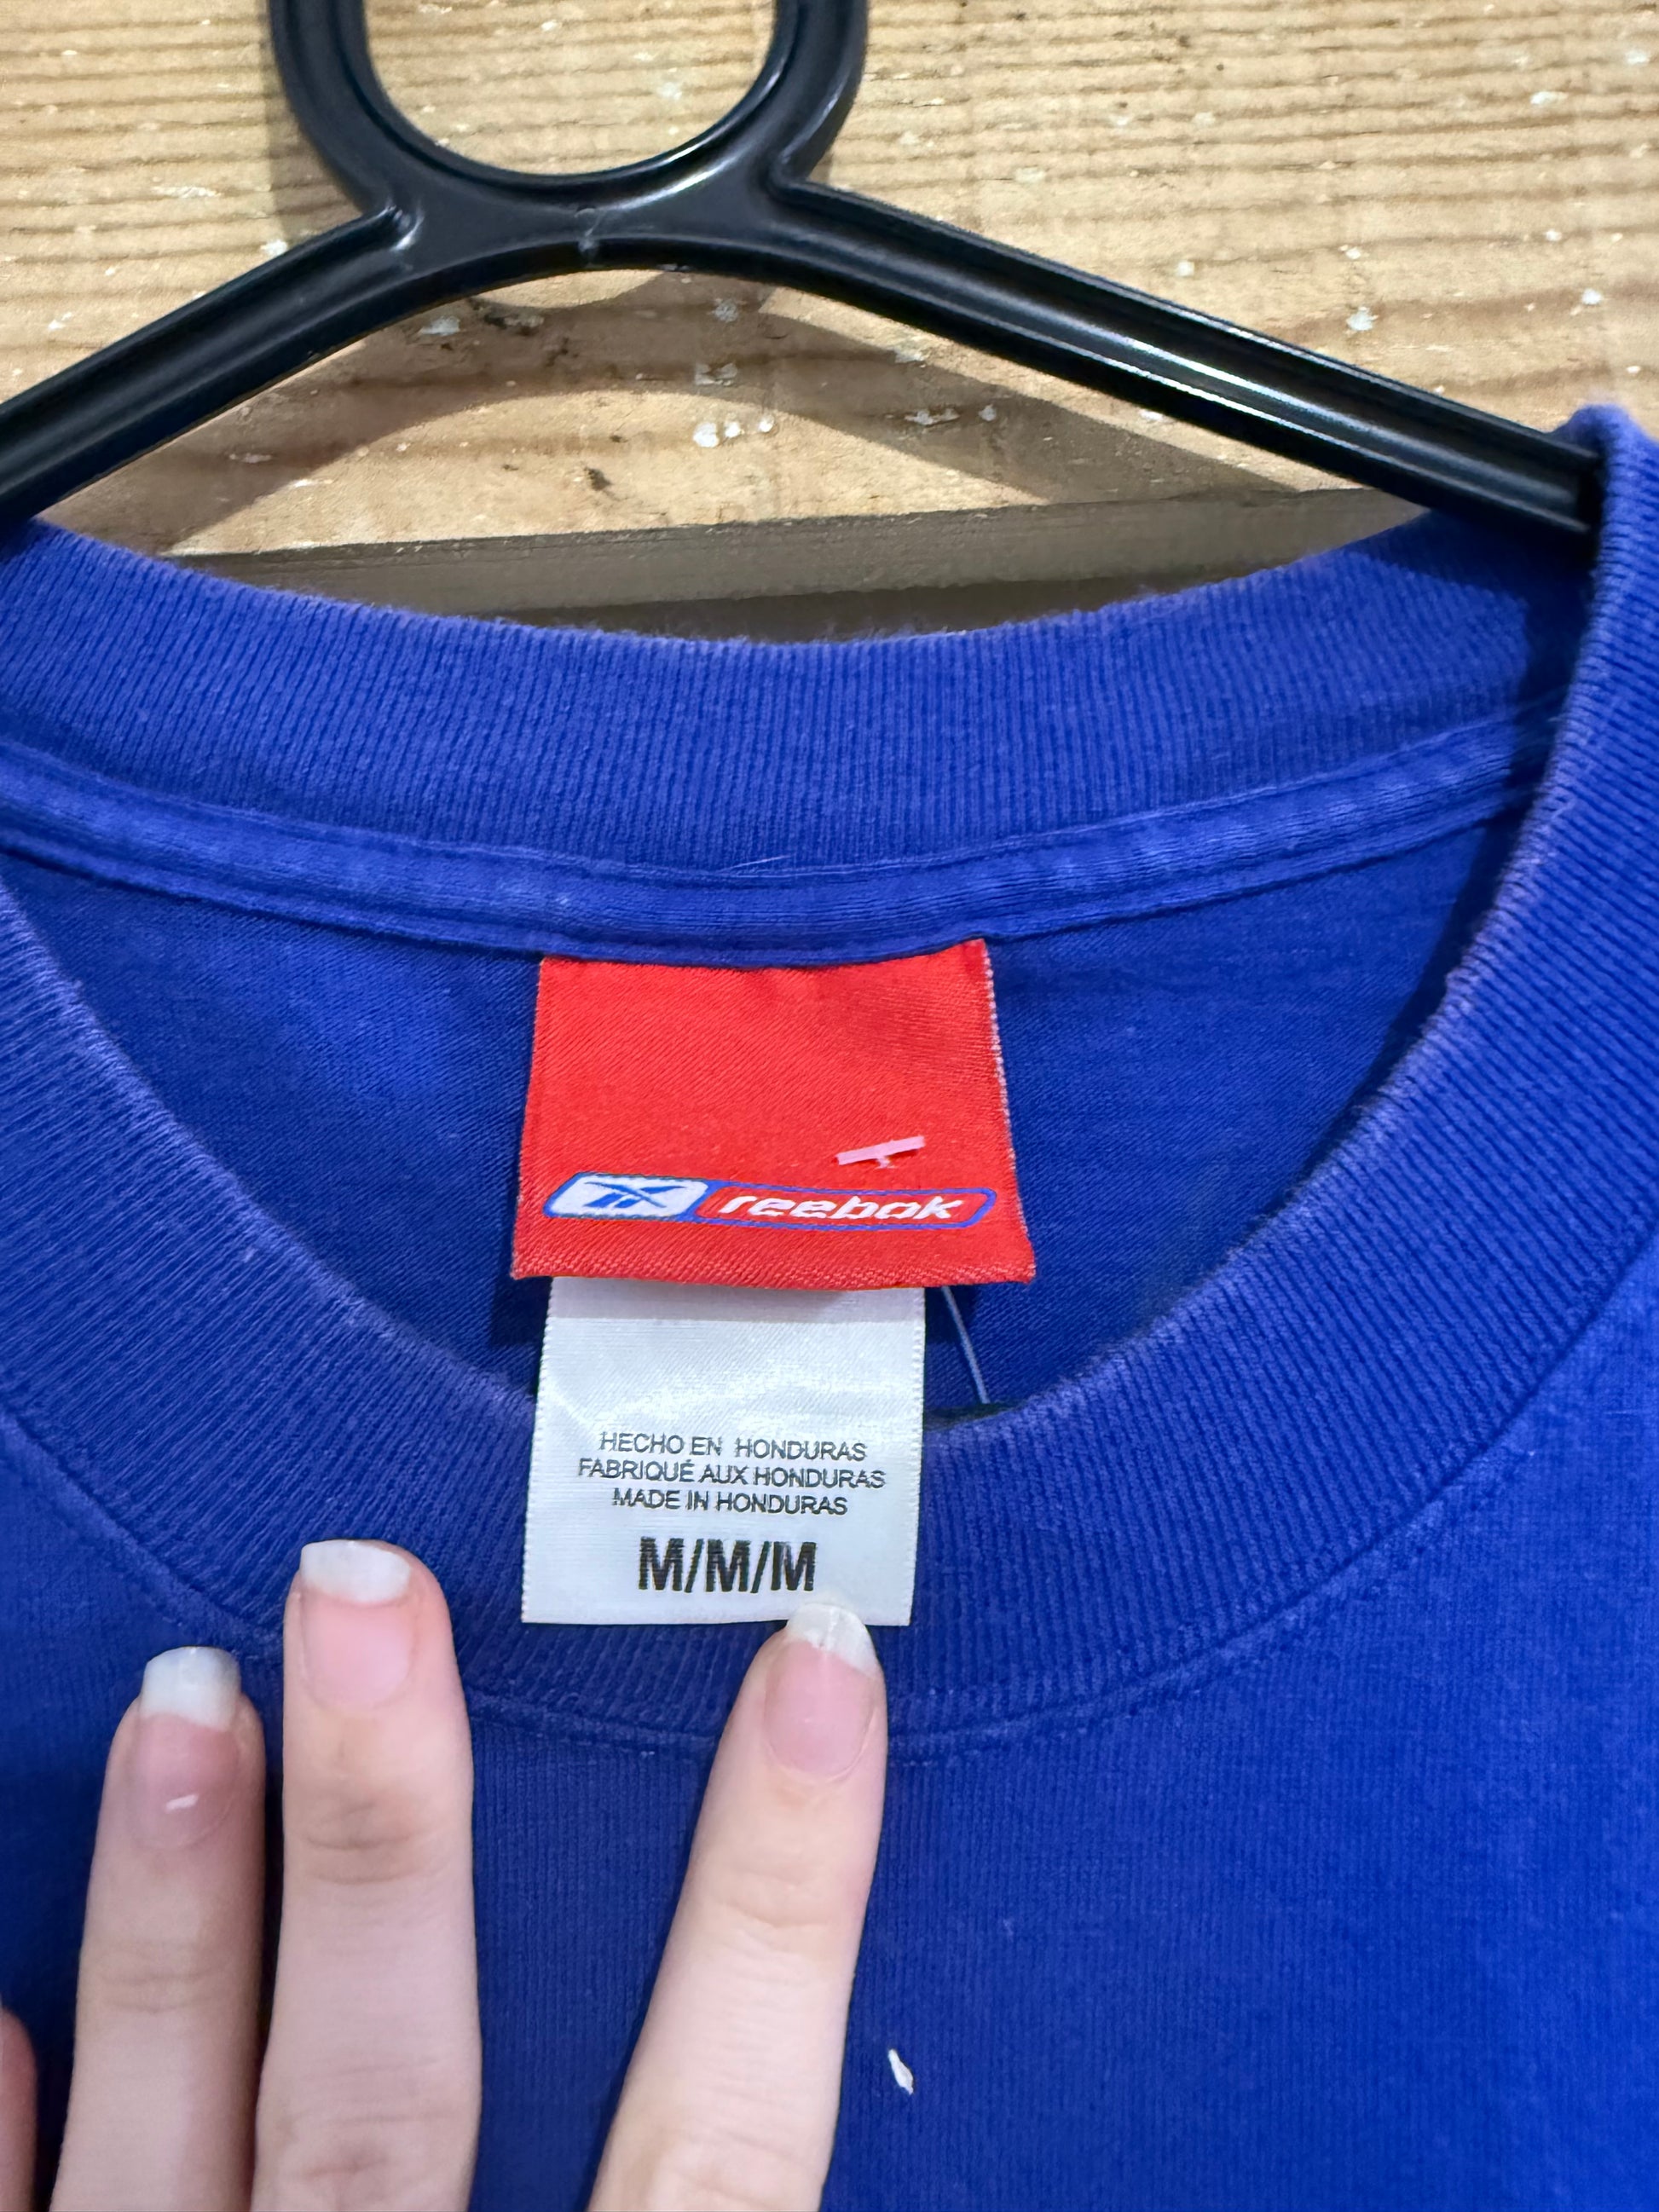 reebok
HECHO EN HONDURAS
FABRIQUÉ AUX HONDURAS
MADE IN HONDURAS
M/M/M